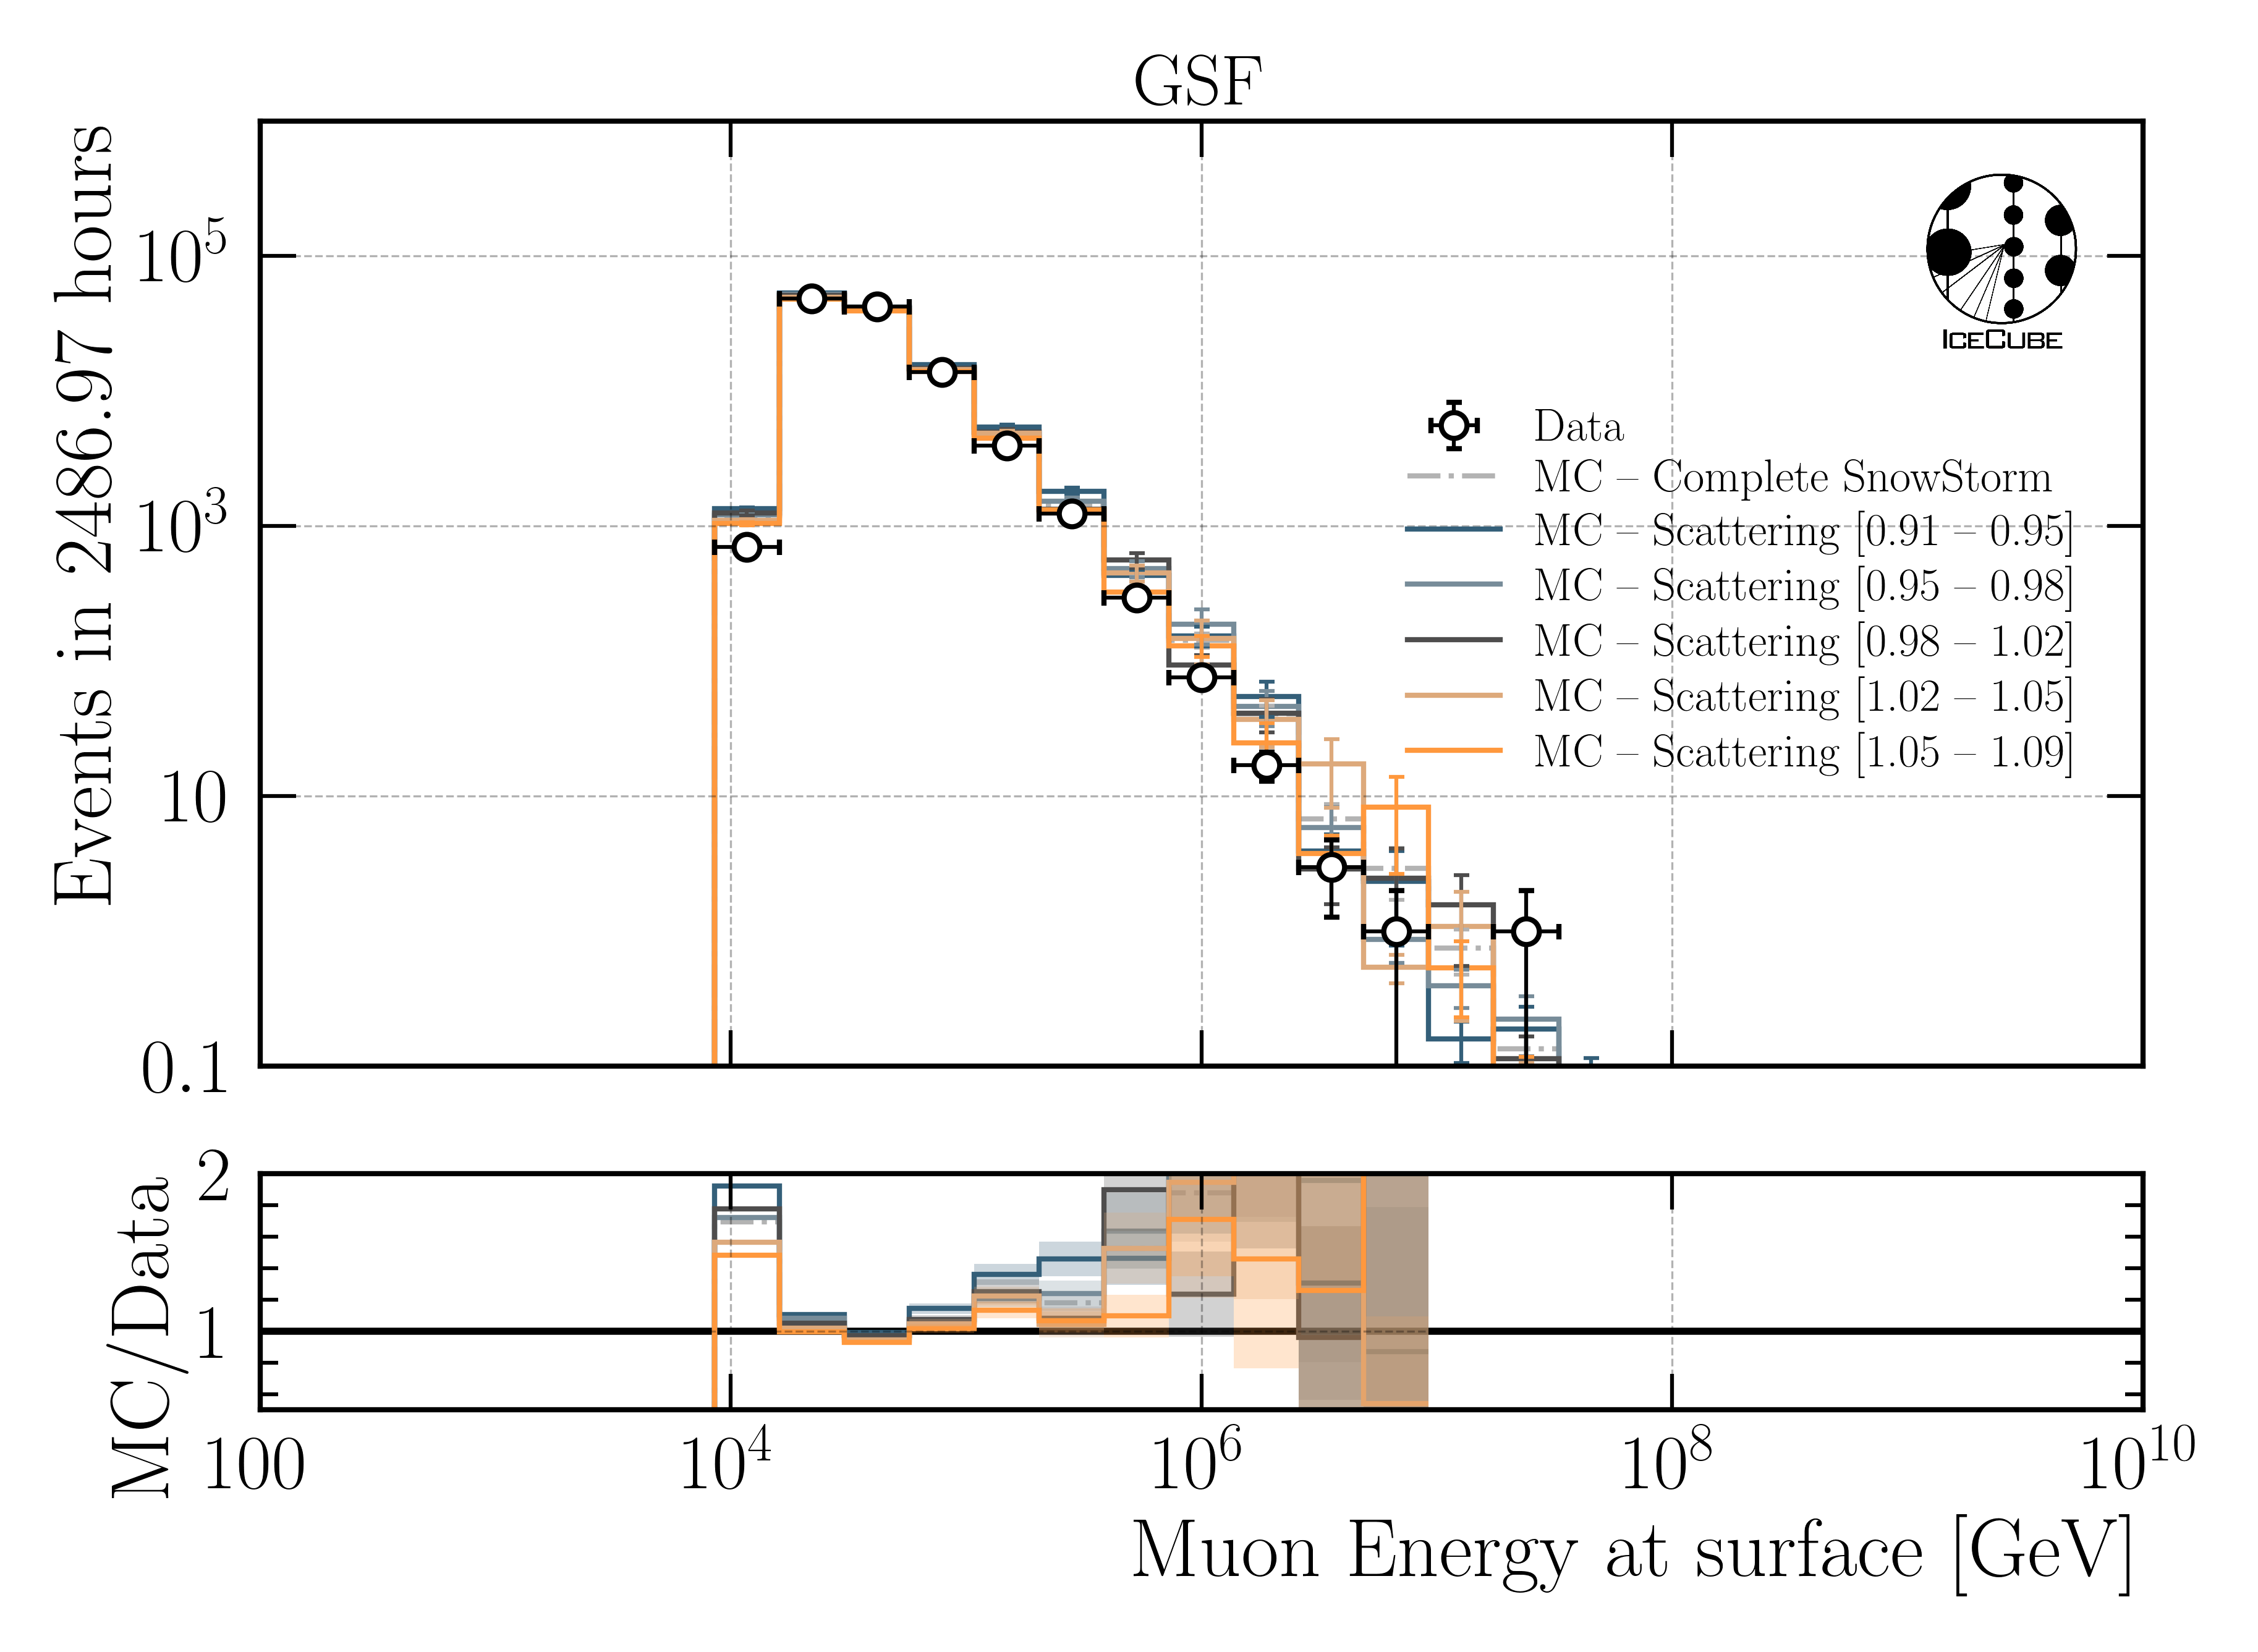 GSF
Events in 2486.97 hours
10^5
10^3
10
0.1
IceCube
Data
MC – Complete SnowStorm
MC – Scattering [0.91 – 0.95]
MC – Scattering [0.95 – 0.98]
MC – Scattering [0.98 – 1.02]
MC – Scattering [1.02 – 1.05]
MC – Scattering [1.05 – 1.09]
MC/Data
2
1
100
10^4
10^6
10^8
10^10
Muon Energy at surface [GeV]